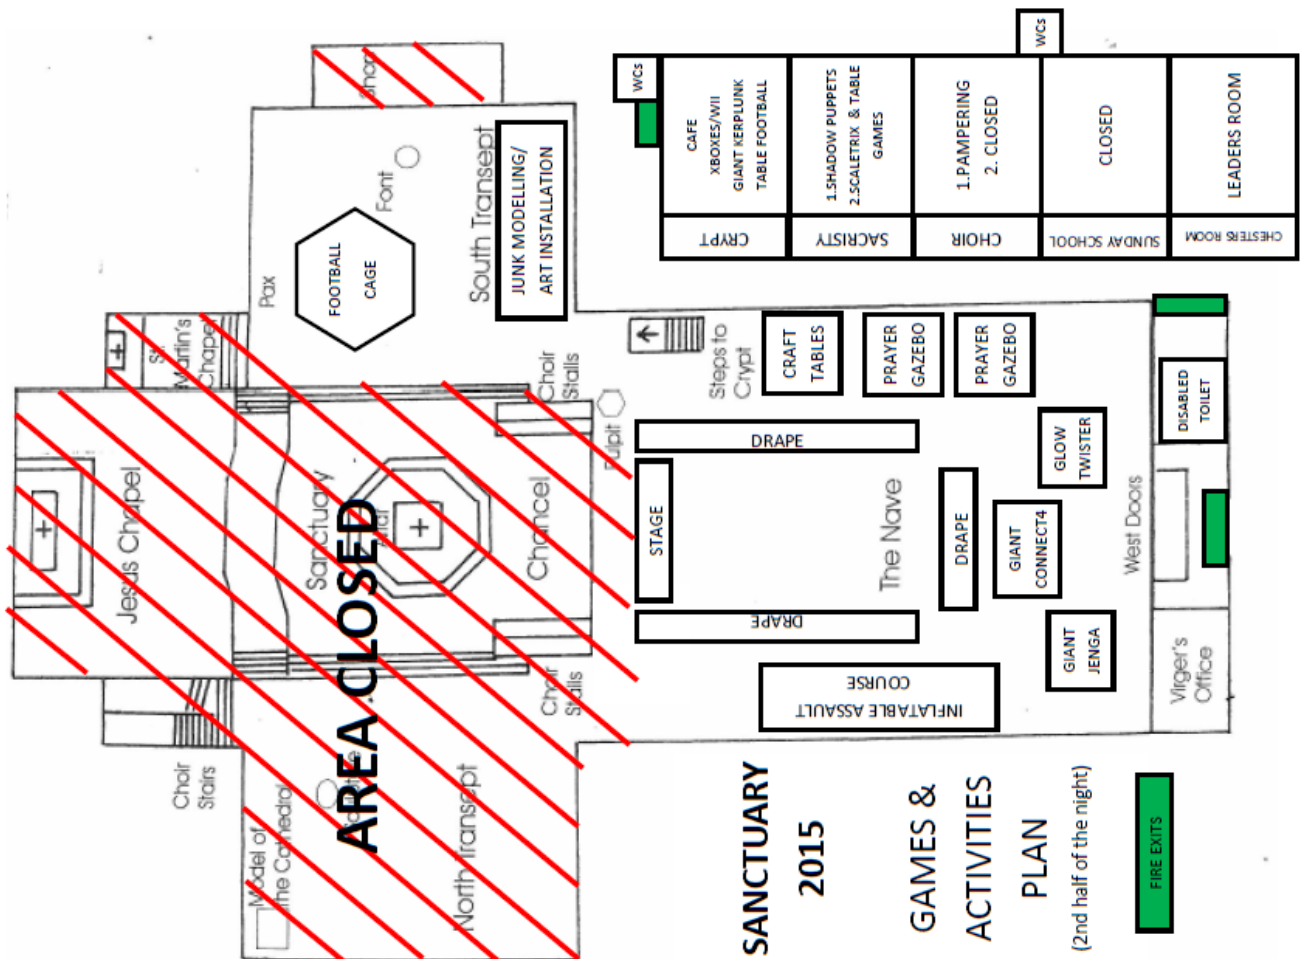 Shop
WCs
WCs
CAFE
XBOXES/WII
GIANT KERPLUNK
TABLE FOOTBALL
1.SHADOW PUPPETS
2.SCALETRIX & TABLE
GAMES
1.PAMPERING
2. CLOSED
CLOSED
LEADERS ROOM
CRYPT
SACRISTY
CHOIR
SUNDAY SCHOOL
CHESTERS ROOM
Pax
Font
South Transept
FOOTBALL
CAGE
JUNK MODELLING/
ART INSTALLATION
St
Martin's
Chapel
Choir
Stalls
Pulpit
Steps to
Crypt
CRAFT
TABLES
PRAYER
GAZEBO
PRAYER
GAZEBO
DISABLED
TOILET
GLOW
TWISTER
DRAPE
Jesus Chapel
Sanctuary
Altar
Chancel
AREA CLOSED
STAGE
The Nave
DRAPE
GIANT
CONNECT4
West Doors
DRAPE
GIANT
JENGA
Virger's
Office
INFLATABLE ASSAULT
COURSE
Choir
Stalls
Choir
Stairs
Model of
the Cathedral
North Transept
SANCTUARY
2015
GAMES &
ACTIVITIES
PLAN
(2nd half of the night)
FIRE EXITS